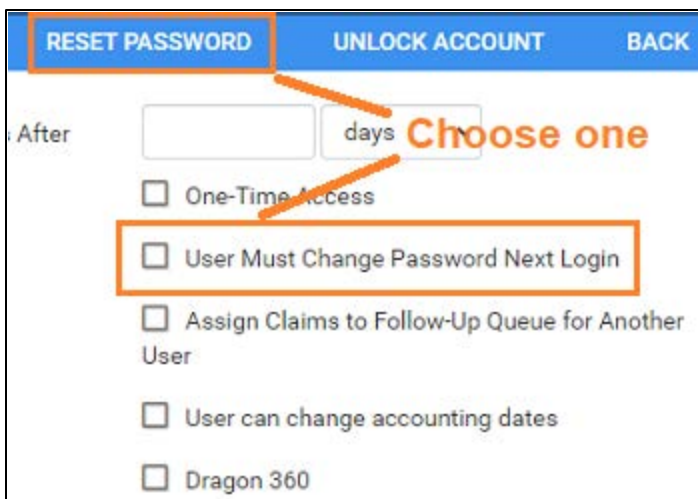 RESET PASSWORD UNLOCK ACCOUNT BACK
After days Choose one
One-Time Access
User Must Change Password Next Login
Assign Claims to Follow-Up Queue for Another
User
User can change accounting dates
Dragon 360